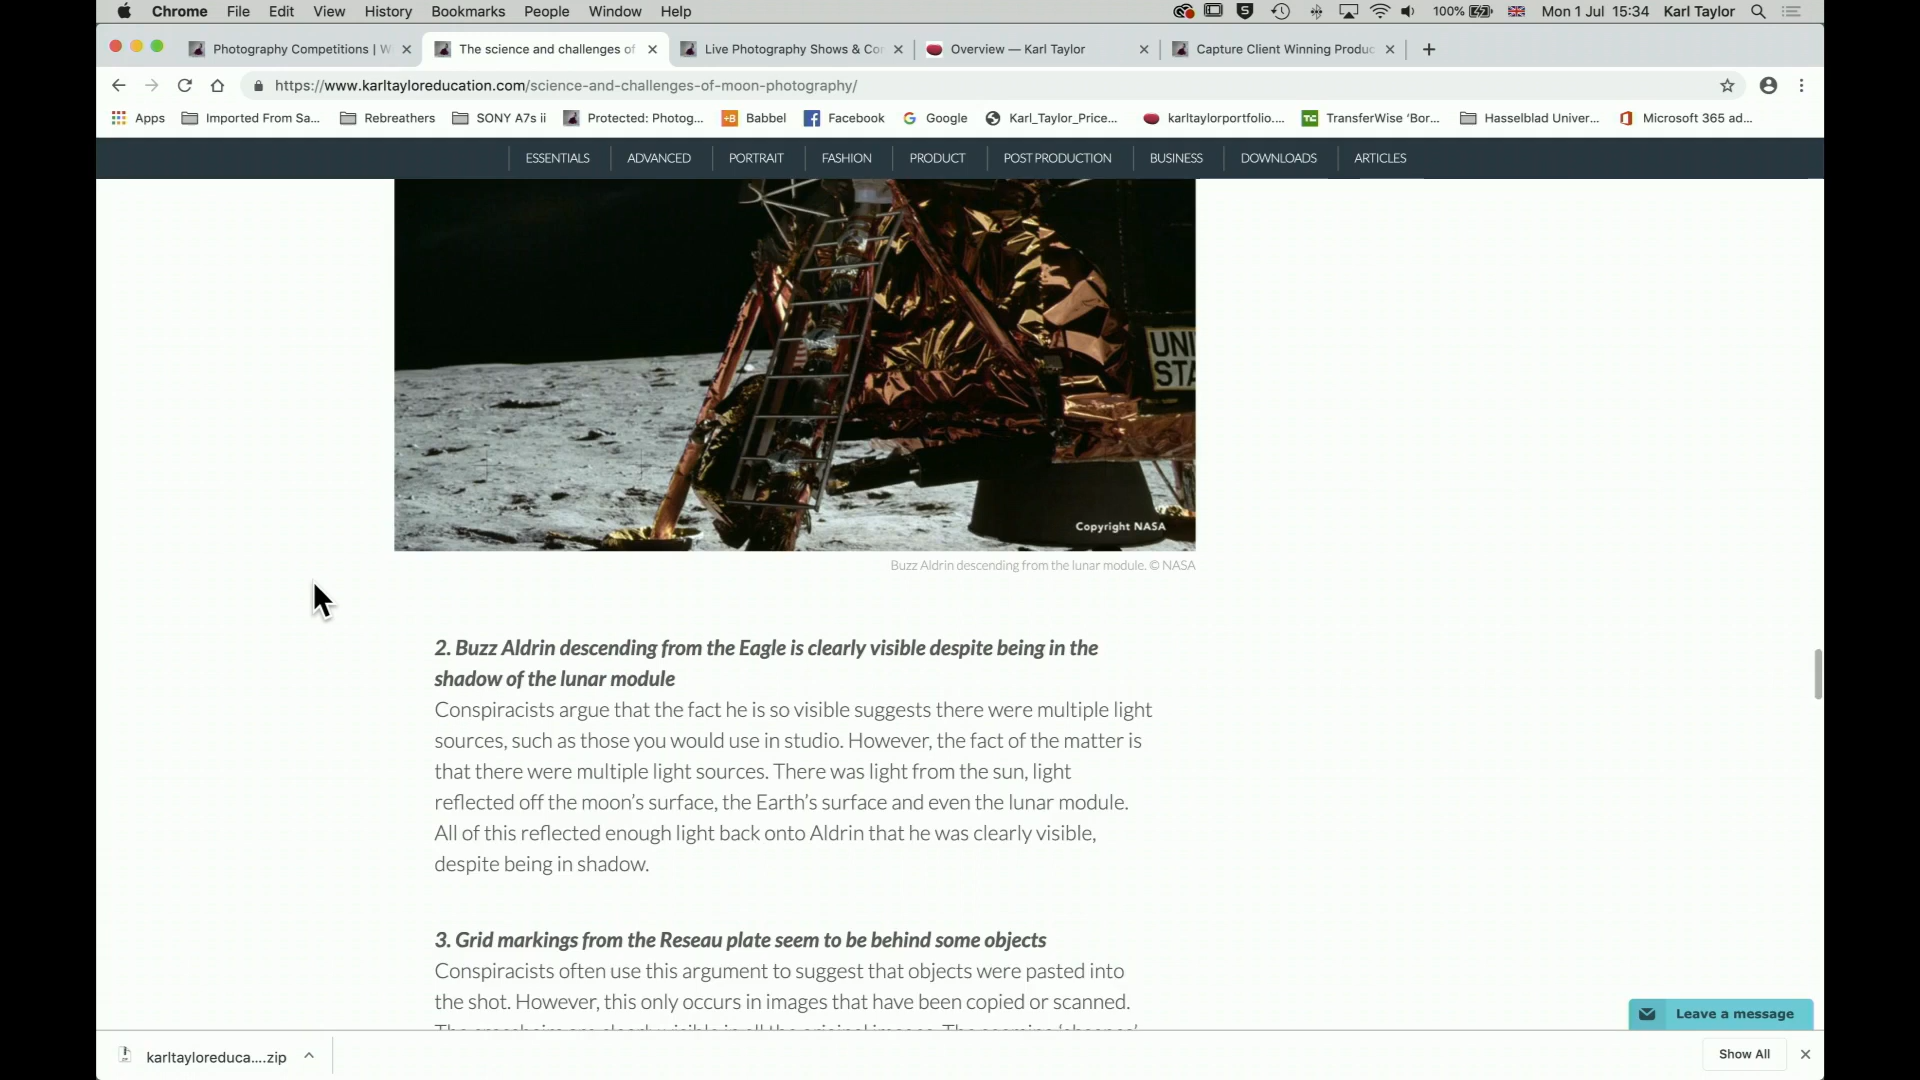 Chrome File Edit View History Bookmarks People Window Help 100% Mon 1 Jul 15:34 Karl Taylor
Photography Competitions | W
The science and challenges of
Live Photography Shows & Co
Overview — Karl Taylor
Capture Client Winning Produc
https://www.karltayloreducation.com/science-and-challenges-of-moon-photography/
Apps Imported From Sa... Rebreathers SONY A7s ii Protected: Photog... Babbel Facebook Google Karl_Taylor_Price... karltaylorportfolio.... TransferWise ‘Bor... Hasselblad Univer... Microsoft 365 ad...
ESSENTIALS ADVANCED PORTRAIT FASHION PRODUCT POST PRODUCTION BUSINESS DOWNLOADS ARTICLES
UNI
STA
Copyright NASA
Buzz Aldrin descending from the lunar module. © NASA
2. Buzz Aldrin descending from the Eagle is clearly visible despite being in the
shadow of the lunar module
Conspiracists argue that the fact he is so visible suggests there were multiple light
sources, such as those you would use in studio. However, the fact of the matter is
that there were multiple light sources. There was light from the sun, light
reflected off the moon’s surface, the Earth’s surface and even the lunar module.
All of this reflected enough light back onto Aldrin that he was clearly visible,
despite being in shadow.
3. Grid markings from the Reseau plate seem to be behind some objects
Conspiracists often use this argument to suggest that objects were pasted into
the shot. However, this only occurs in images that have been copied or scanned.
Leave a message
karltayloreduca....zip
Show All